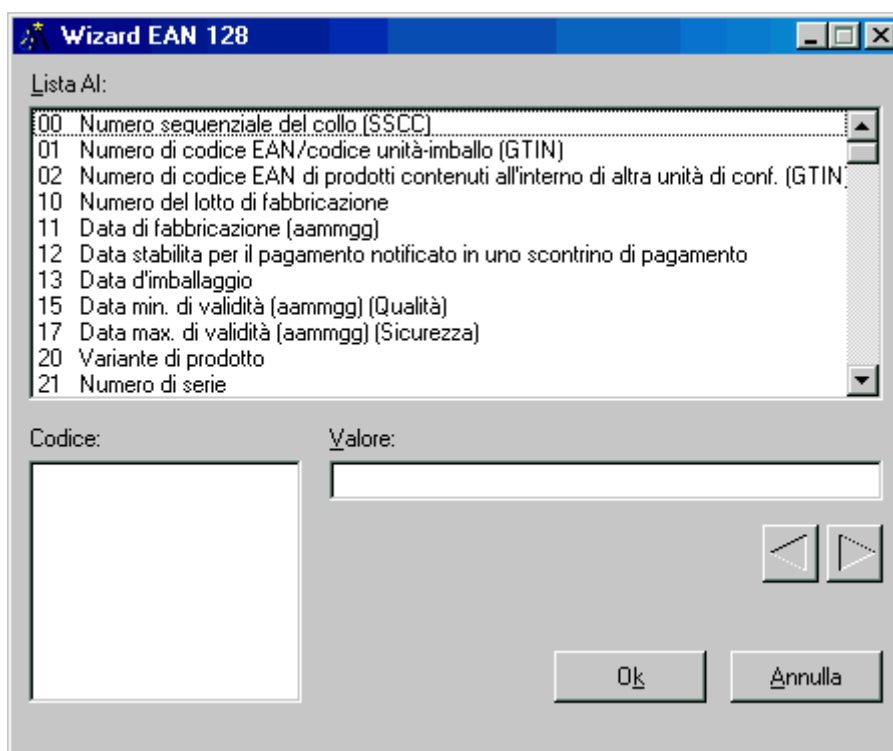 Wizard EAN 128
Lista AI:
00 Numero sequenziale del collo (SSCC)
01 Numero di codice EAN/codice unità-imballo (GTIN)
02 Numero di codice EAN di prodotti contenuti all'interno di altra unità di conf. (GTIN)
10 Numero del lotto di fabbricazione
11 Data di fabbricazione (aammgg)
12 Data stabilita per il pagamento notificato in uno scontrino di pagamento
13 Data d'imballaggio
15 Data min. di validità (aammgg) (Qualità)
17 Data max. di validità (aammgg) (Sicurezza)
20 Variante di prodotto
21 Numero di serie
Codice:
Valore:
Ok
Annulla